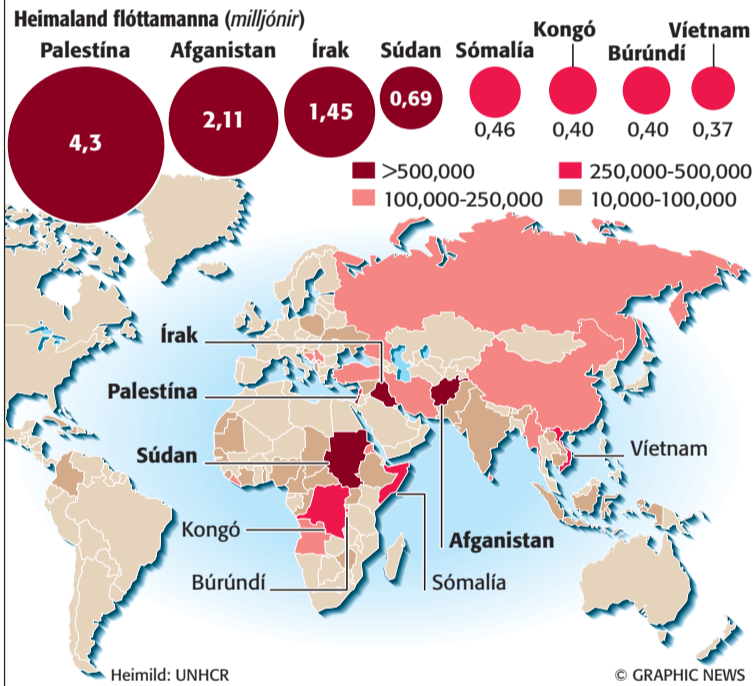 Heimaland flóttamanna (milljónir)
Palestína
Afganistan
Írak
Súdan
Sómalía
Kongó
Búrúndí
Víetnam
4,3
2,11
1,45
0,69
0,46
0,40
0,40
0,37
>500,000
250,000-500,000
100,000-250,000
10,000-100,000
Írak
Palestína
Súdan
Víetnam
Kongó
Afganistan
Búrúndí
Sómalía
Heimild: UNHCR
© GRAPHIC NEWS